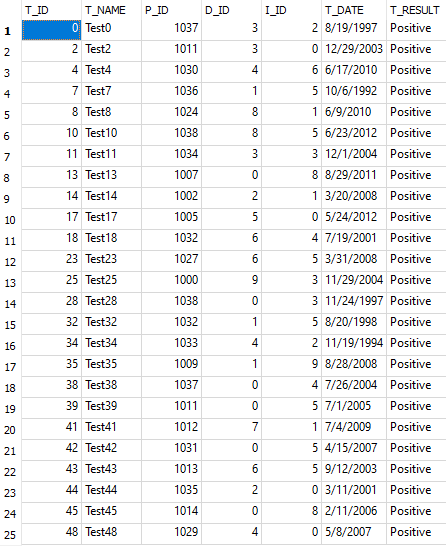 T_ID T_NAME P_ID D_ID I_ID T_DATE T_RESULT
1 0 Test0 1037 3 2 8/19/1997 Positive
2 2 Test2 1011 3 0 12/29/2003 Positive
3 4 Test4 1030 4 6 6/17/2010 Positive
4 7 Test7 1036 1 5 10/6/1992 Positive
5 8 Test8 1024 8 1 6/9/2010 Positive
6 10 Test10 1038 8 5 6/23/2012 Positive
7 11 Test11 1034 3 3 12/1/2004 Positive
8 13 Test13 1007 0 8 8/29/2011 Positive
9 14 Test14 1002 2 1 3/20/2008 Positive
10 17 Test17 1005 5 0 5/24/2012 Positive
11 18 Test18 1032 6 4 7/19/2001 Positive
12 23 Test23 1027 6 5 3/31/2008 Positive
13 25 Test25 1000 9 3 11/29/2004 Positive
14 28 Test28 1038 0 3 11/24/1997 Positive
15 32 Test32 1032 1 5 8/20/1998 Positive
16 34 Test34 1033 4 2 11/19/1994 Positive
17 35 Test35 1009 1 9 8/28/2008 Positive
18 38 Test38 1037 0 4 7/26/2004 Positive
19 39 Test39 1011 0 5 7/1/2005 Positive
20 41 Test41 1012 7 1 7/4/2009 Positive
21 42 Test42 1031 0 5 4/15/2007 Positive
22 43 Test43 1013 6 5 9/12/2003 Positive
23 44 Test44 1035 2 0 3/11/2001 Positive
24 45 Test45 1014 0 8 2/11/2006 Positive
25 48 Test48 1029 4 0 5/8/2007 Positive